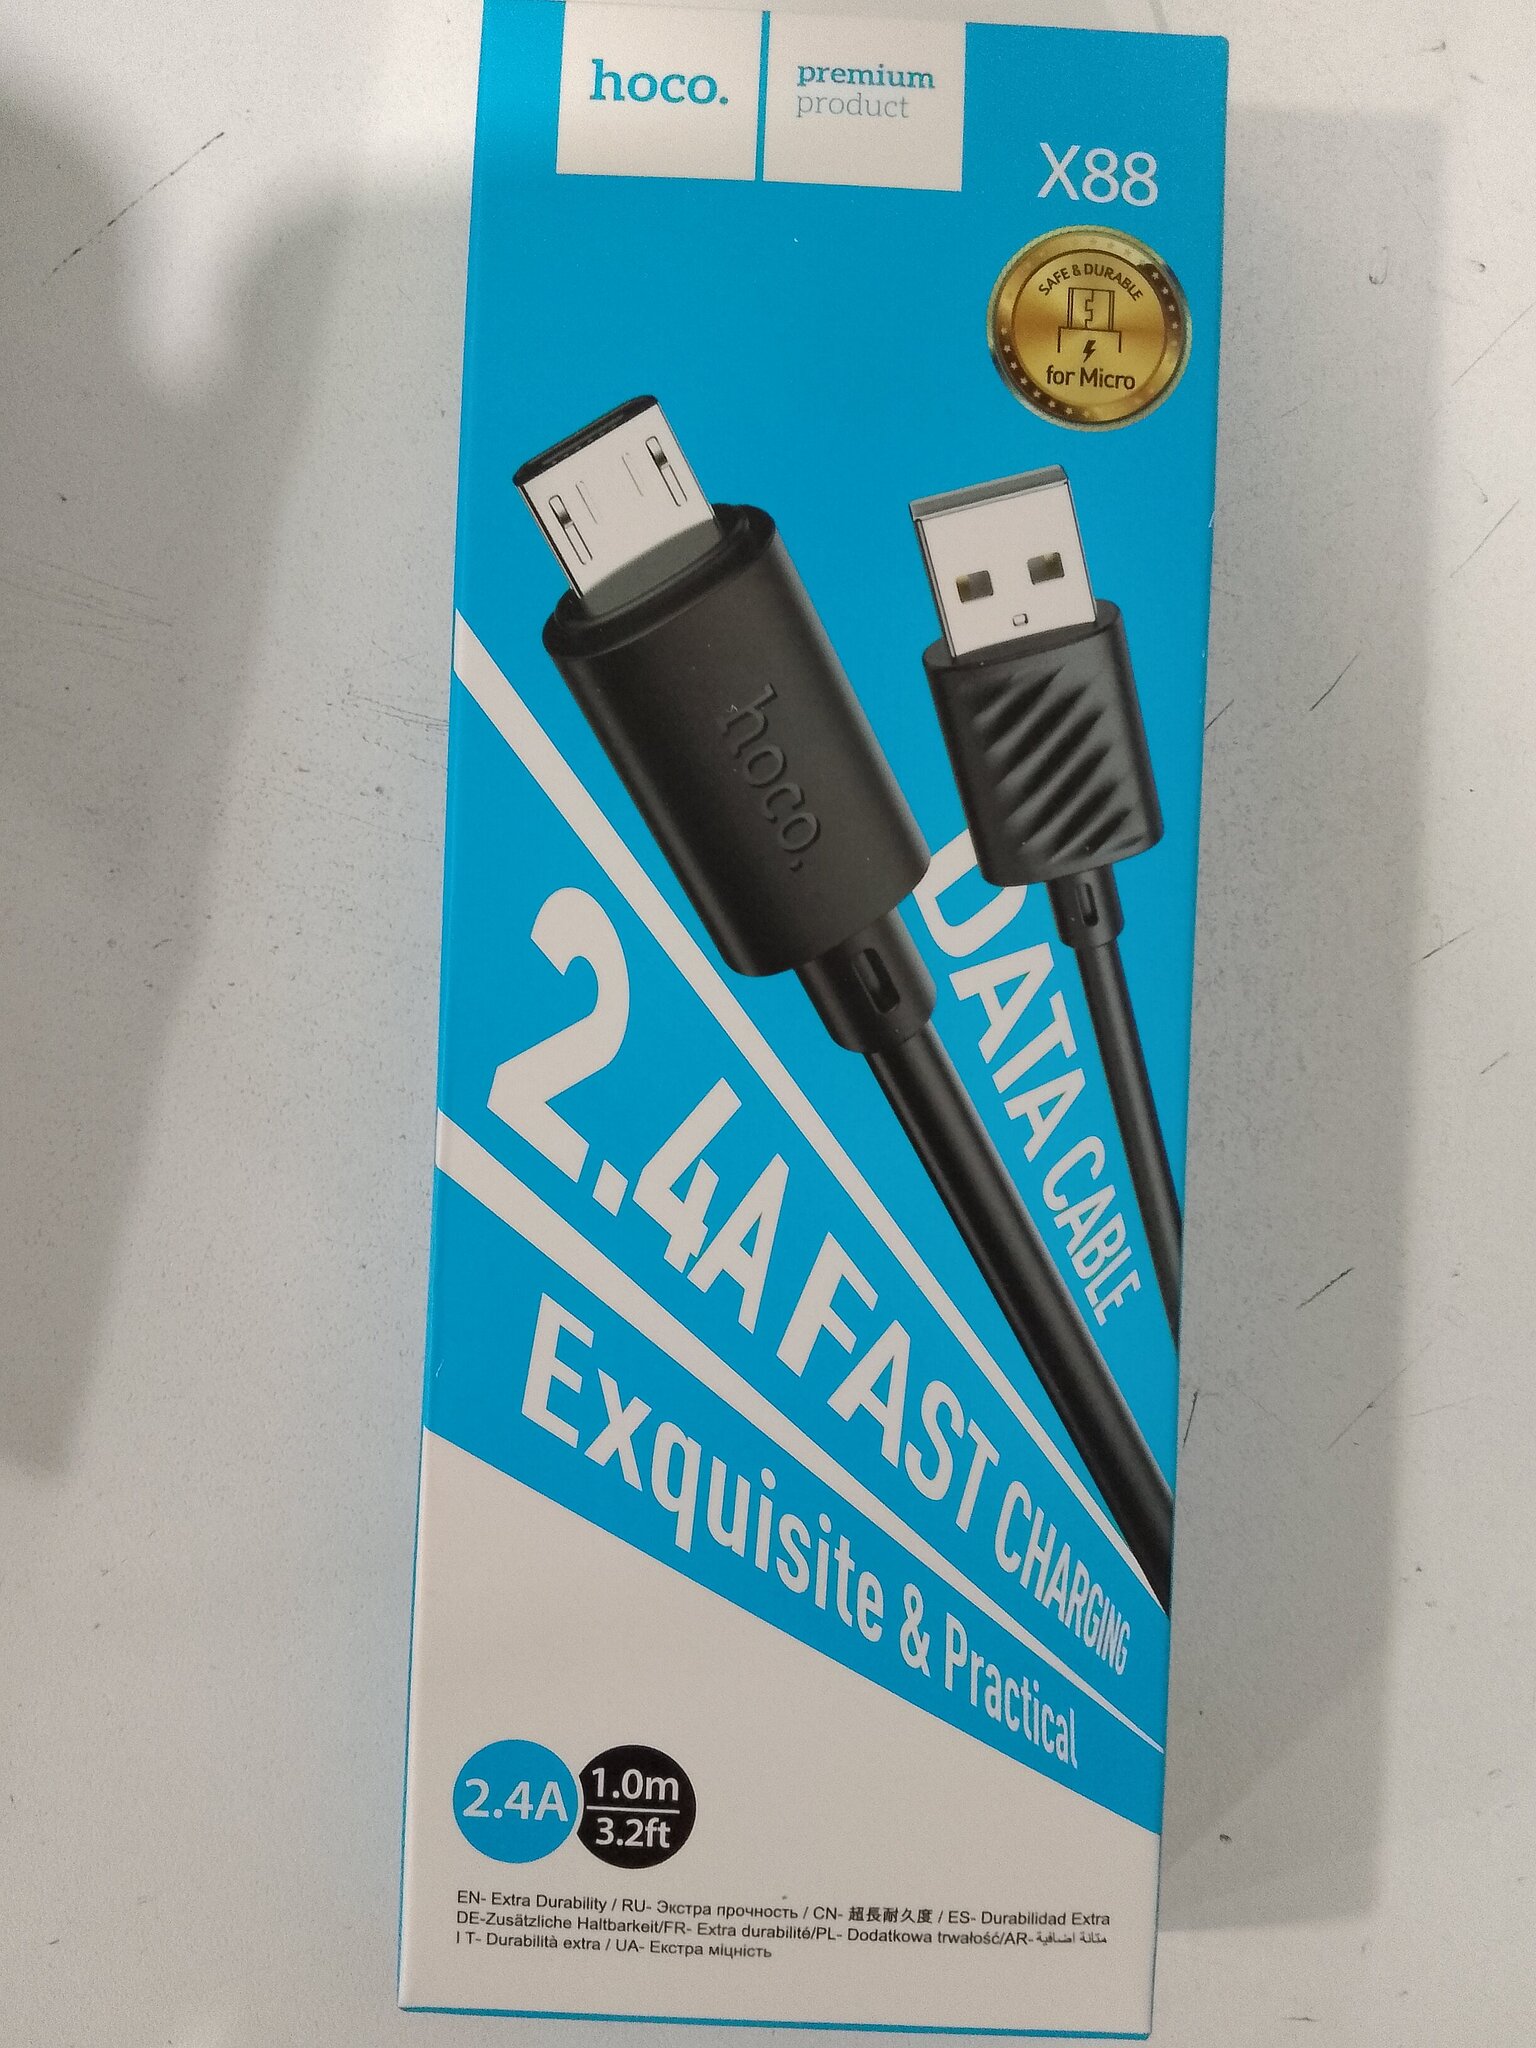 hoco.
premium
product
X88
SAFE & DURABLE
for Micro
hoco.
DATA CABLE
2.4A FAST CHARGING
Exquisite & Practical
2.4A
1.0m
3.2ft
EN- Extra Durability / RU- Экстра прочность / CN- 超長耐久度 / ES- Durabilidad Extra
DE-Zusätzliche Haltbarkeit/FR- Extra durabilité/PL- Dodatkowa trwałość/AR- متانة اضافية
I T- Durabilità extra / UA- Екстра міцність